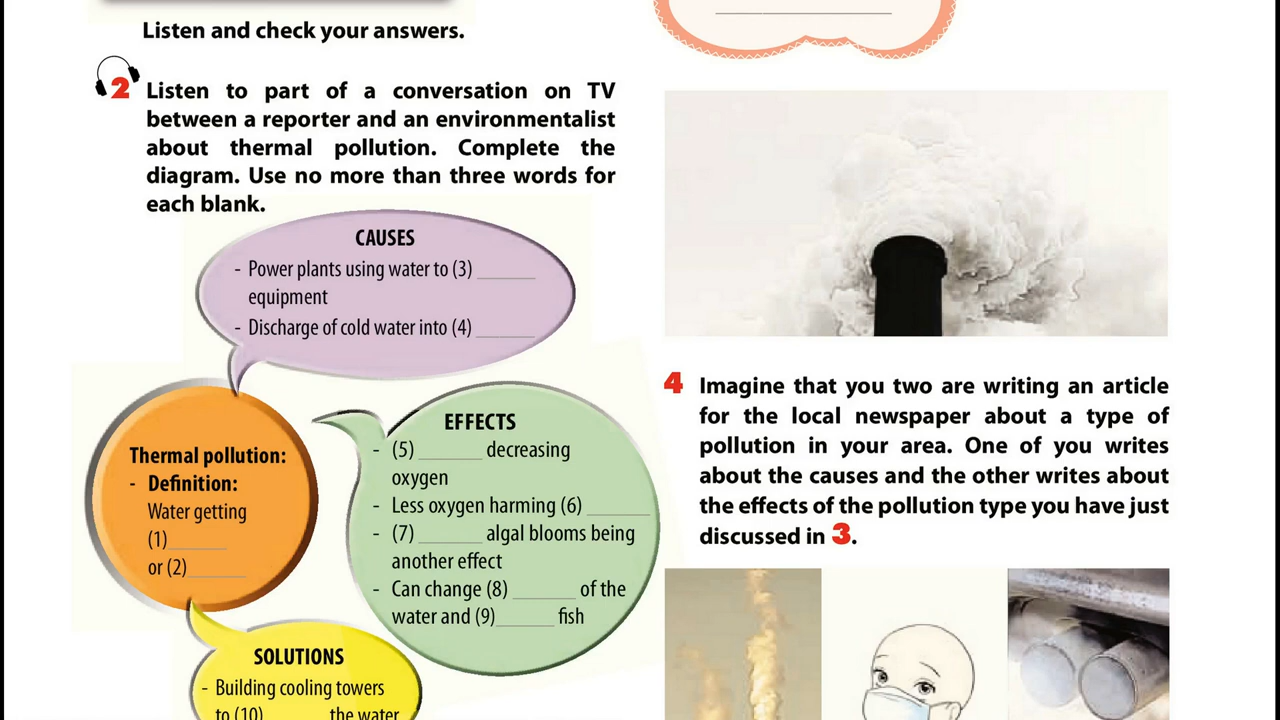 Listen and check your answers.
2 Listen to part of a conversation on TV
between a reporter and an environmentalist
about thermal pollution. Complete the
diagram. Use no more than three words for
each blank.
CAUSES
- Power plants using water to (3) ______
equipment
- Discharge of cold water into (4) ______
EFFECTS
- (5) ______ decreasing
oxygen
- Less oxygen harming (6) ______
- (7) ______ algal blooms being
another effect
- Can change (8) ______ of the
water and (9)______ fish
Thermal pollution:
- Definition:
Water getting
(1)______
or (2)______
SOLUTIONS
- Building cooling towers
to (10) ______ the water
4 Imagine that you two are writing an article
for the local newspaper about a type of
pollution in your area. One of you writes
about the causes and the other writes about
the effects of the pollution type you have just
discussed in 3.